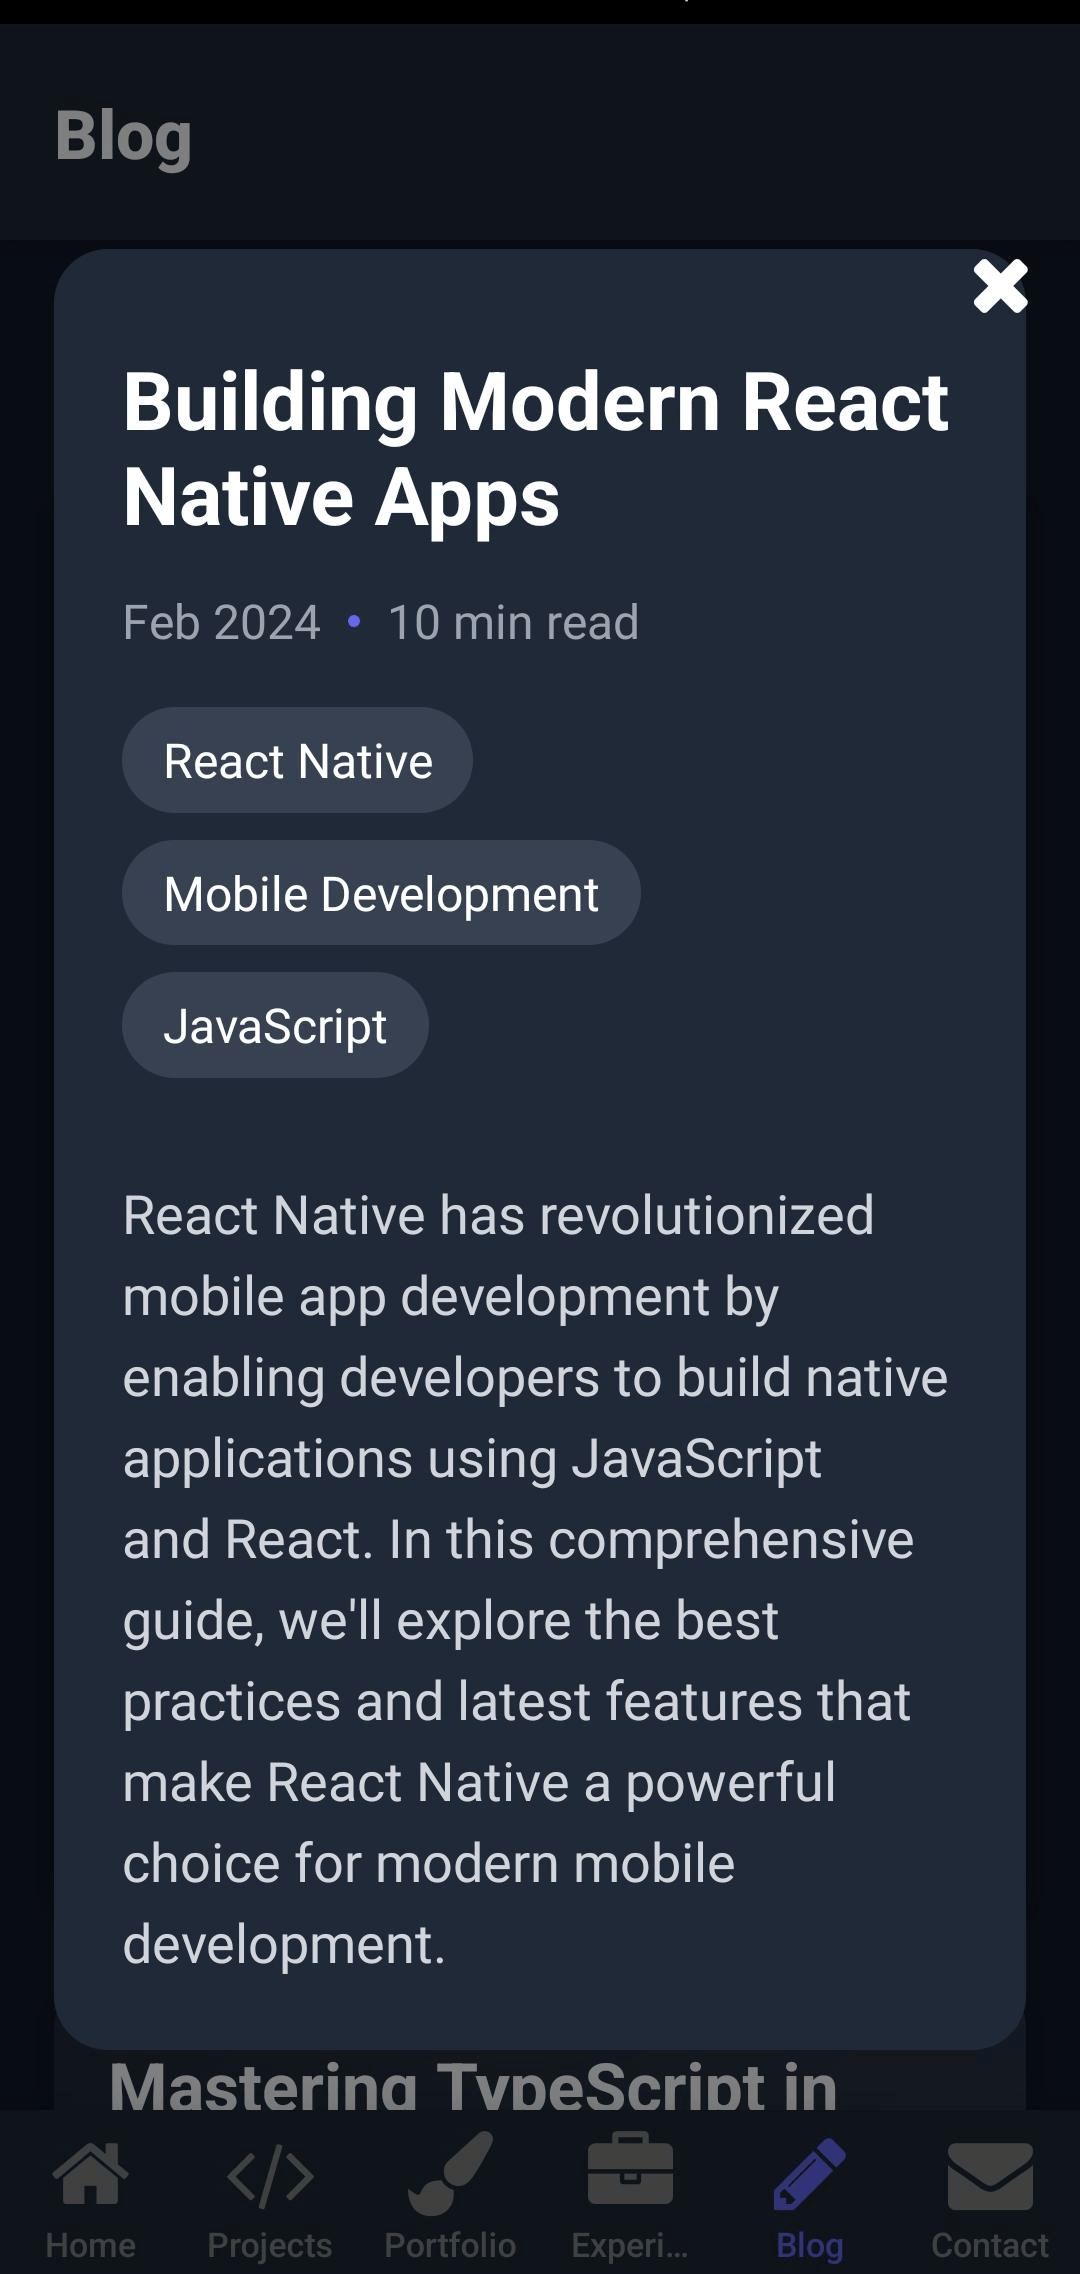 Blog
Building Modern React
Native Apps
Feb 2024 • 10 min read
React Native
Mobile Development
JavaScript
React Native has revolutionized
mobile app development by
enabling developers to build native
applications using JavaScript
and React. In this comprehensive
guide, we'll explore the best
practices and latest features that
make React Native a powerful
choice for modern mobile
development.
Mastering TypeScript in
Home Projects Portfolio Experi... Blog Contact